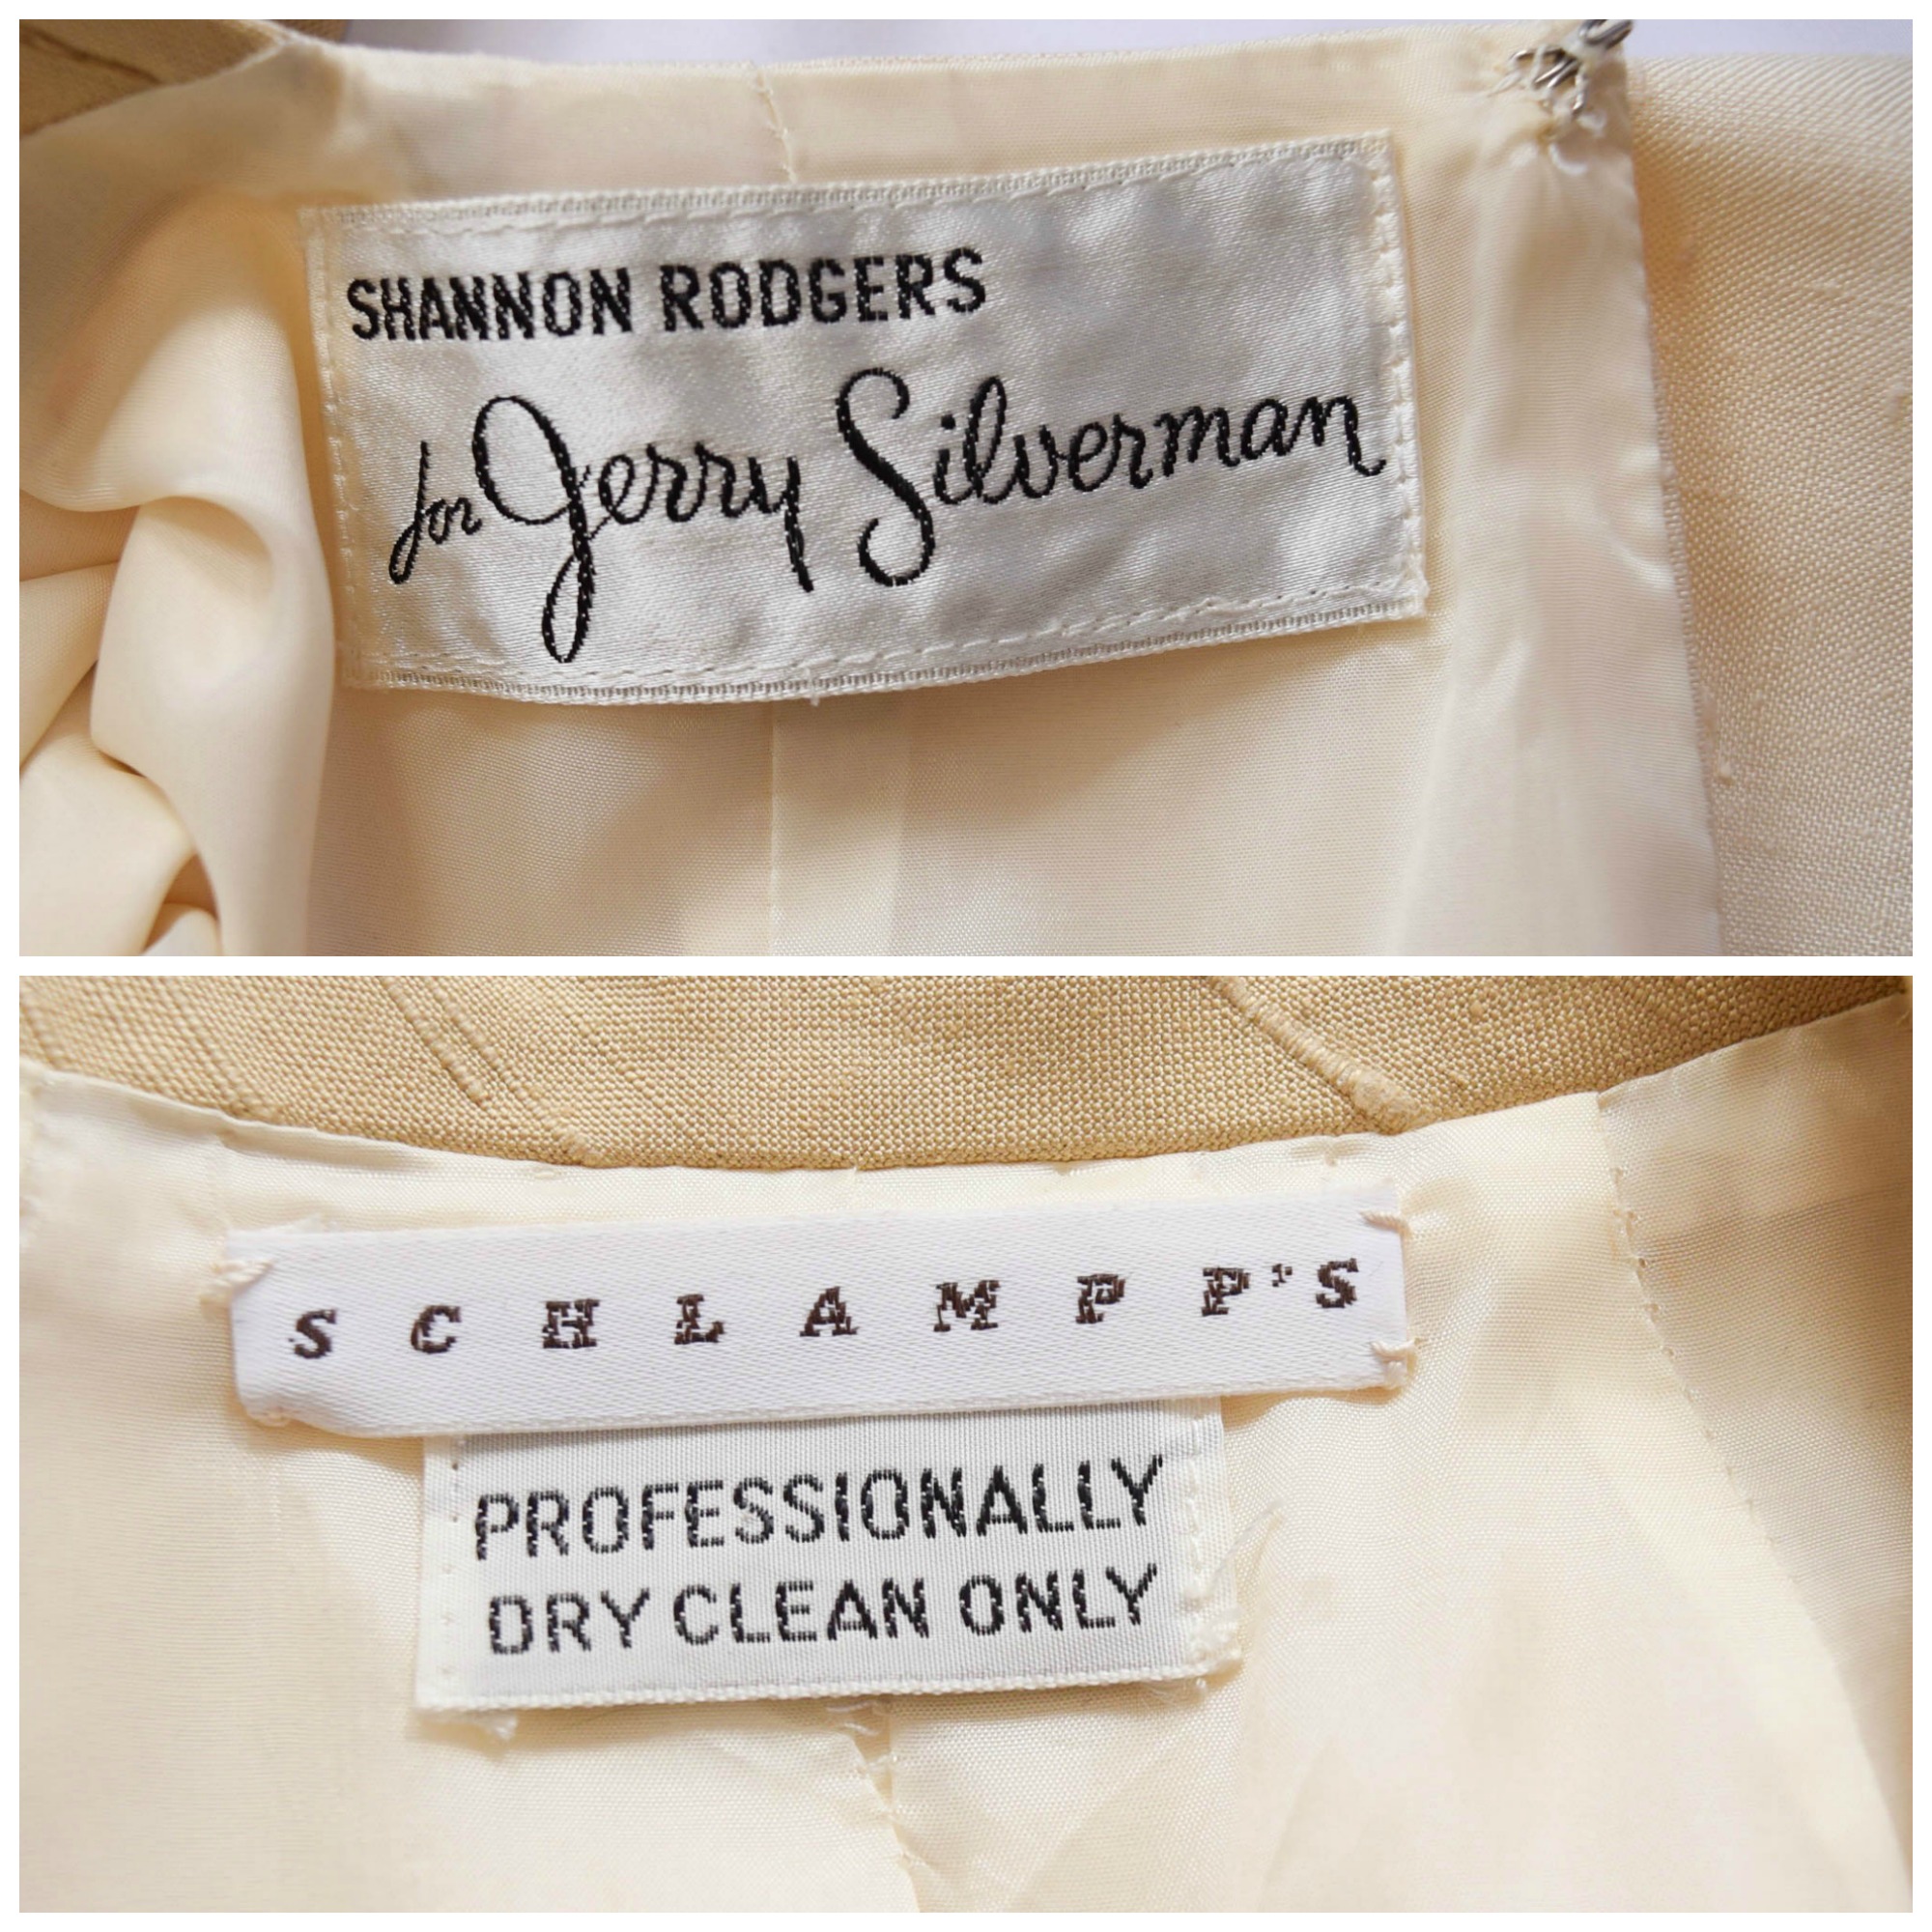 SHANNON RODGERS
for Jerry Silverman
SCHLAMPP'S
PROFESSIONALLY
DRY CLEAN ONLY